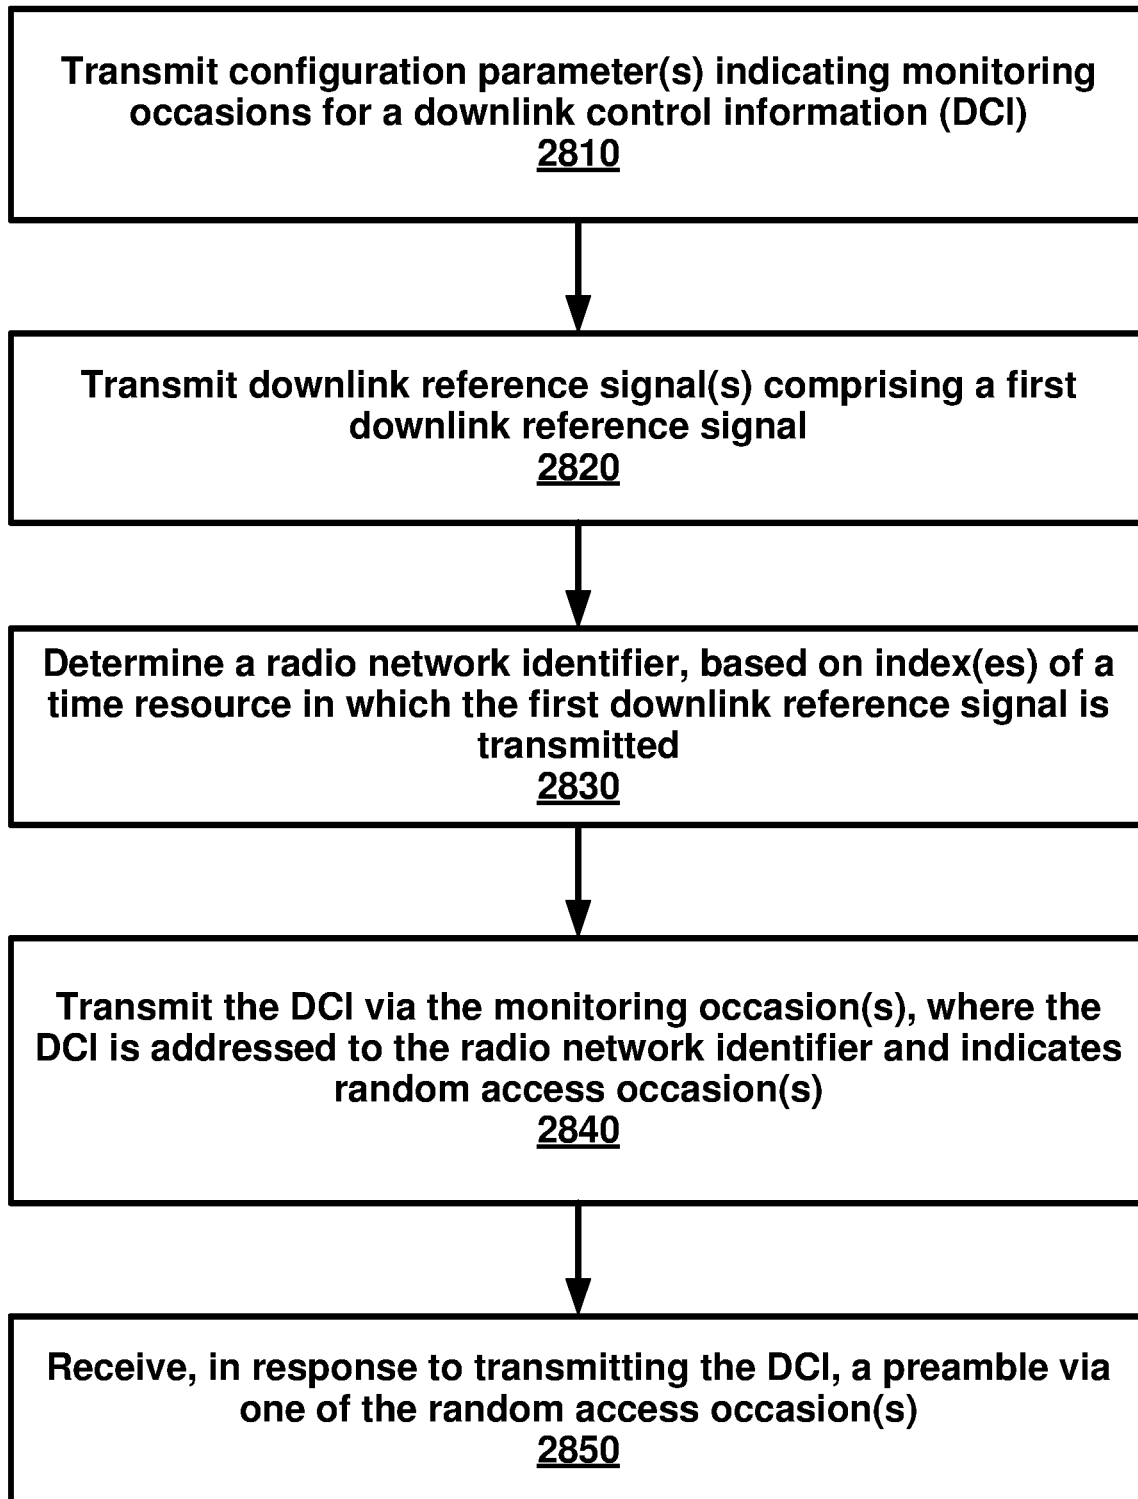 Transmit configuration parameter(s) indicating monitoring
occasions for a downlink control information (DCI)
2810
Transmit downlink reference signal(s) comprising a first
downlink reference signal
2820
Determine a radio network identifier, based on index(es) of a
time resource in which the first downlink reference signal is
transmitted
2830
Transmit the DCI via the monitoring occasion(s), where the
DCI is addressed to the radio network identifier and indicates
random access occasion(s)
2840
Receive, in response to transmitting the DCI, a preamble via
one of the random access occasion(s)
2850